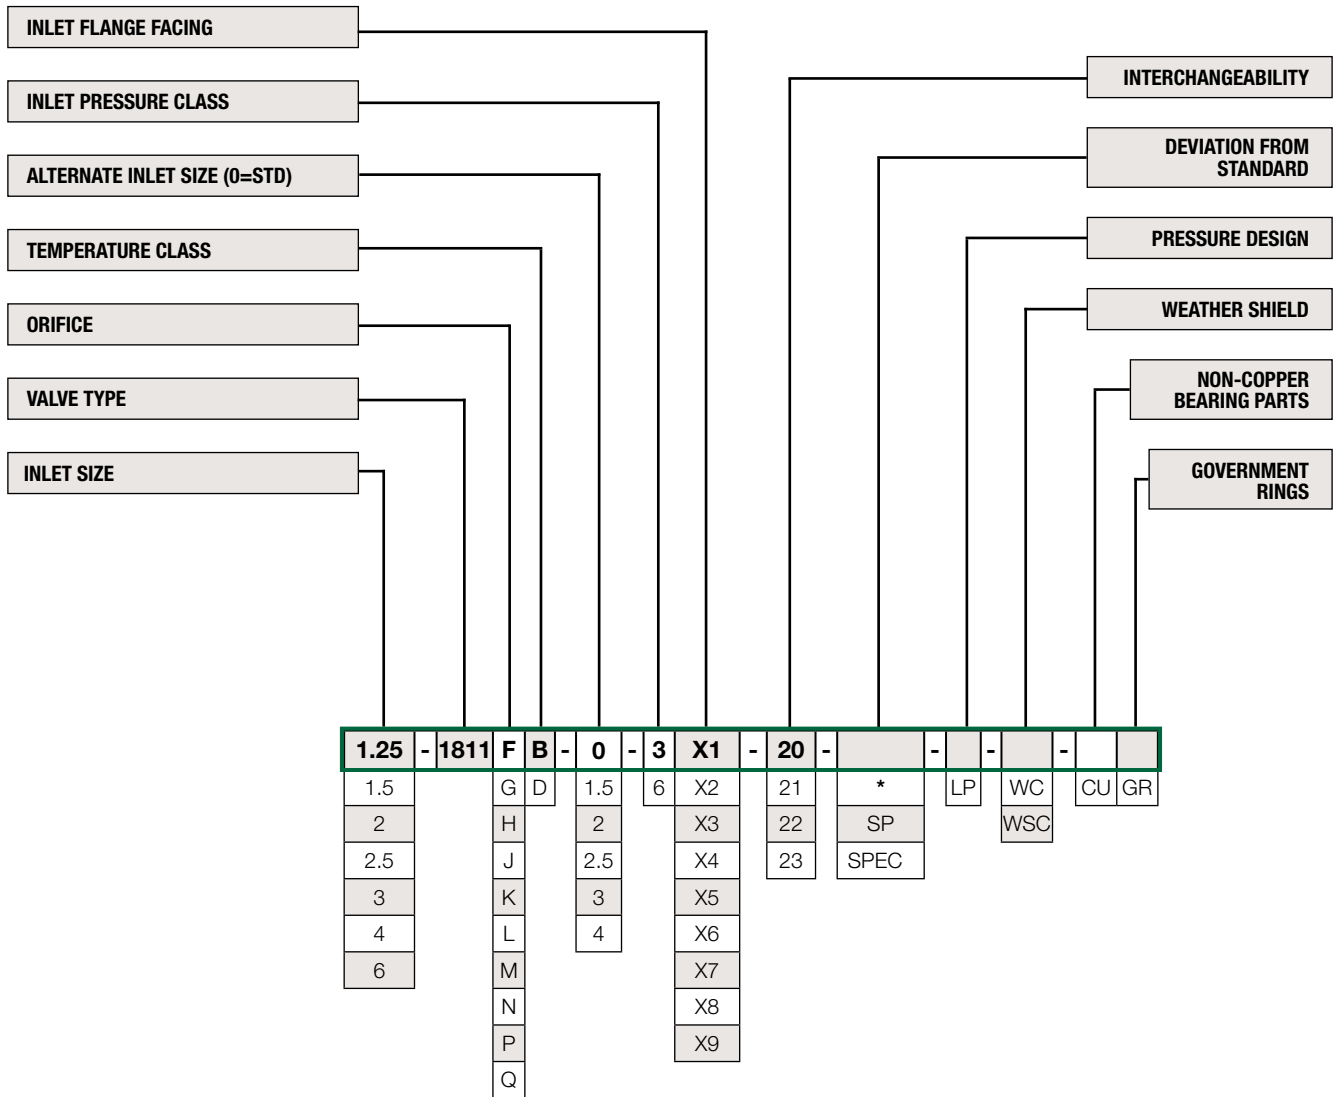 INLET FLANGE FACING
INLET PRESSURE CLASS
ALTERNATE INLET SIZE (0=STD)
TEMPERATURE CLASS
ORIFICE
VALVE TYPE
INLET SIZE
INTERCHANGEABILITY
DEVIATION FROM
STANDARD
PRESSURE DESIGN
WEATHER SHIELD
NON-COPPER
BEARING PARTS
GOVERNMENT
RINGS
1.25 - 1811 F B - 0 - 3 X1 - 20 - - - -
1.5 G D 1.5 6 X2 21 * LP WC CU GR
2 H 2 X3 22 SP WSC
2.5 J 2.5 X4 23 SPEC
3 K 3 X5
4 L 4 X6
6 M X7
N X8
P X9
Q